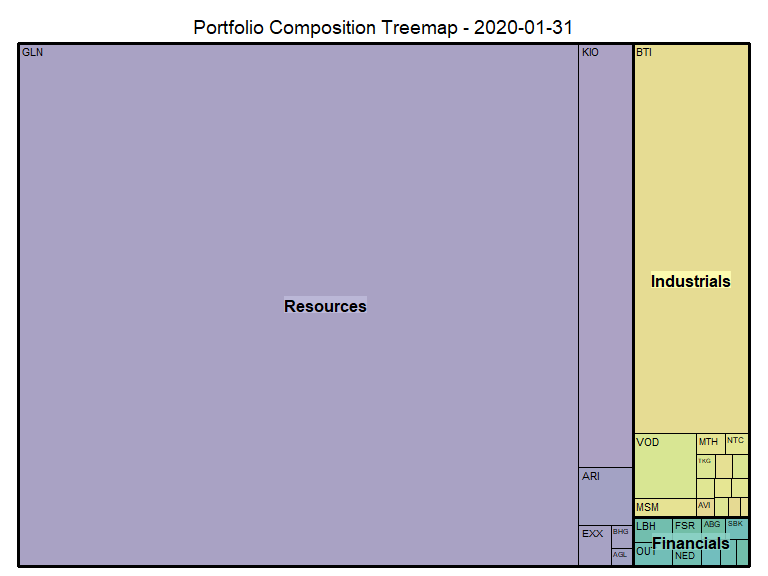 Portfolio Composition Treemap - 2020-01-31
GLN
KIO
BTI
Resources
Industrials
VOD
MTH
NTC
TKG
ARI
MSM
AVI
EXX
BHG
AGL
LBH
FSR
ABG
SBK
Financials
OUT
NED